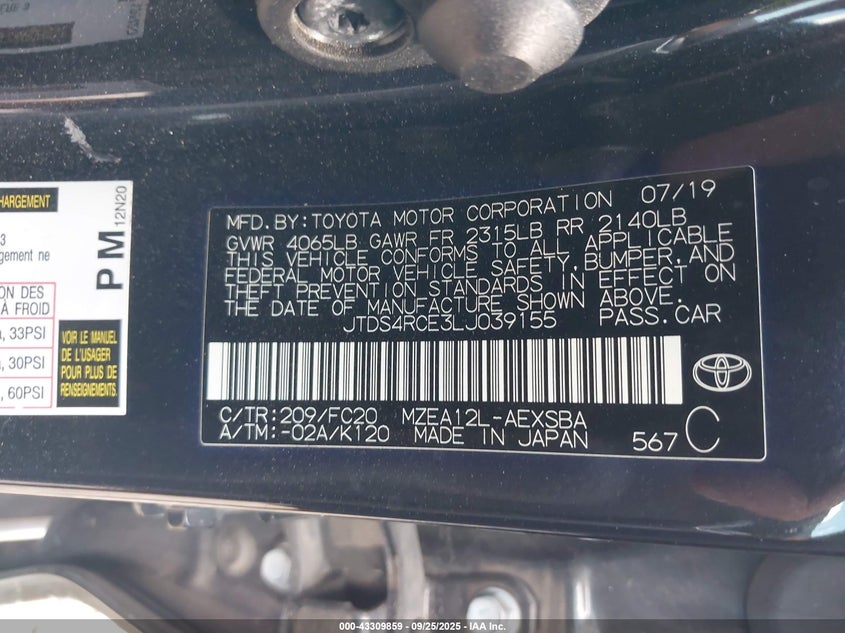 HARGEMENT
3
gement ne
ON DES
À FROID
, 33PSI
, 30PSI
, 60PSI
VOIR LE MANUEL
DE L'USAGER
POUR PLUS DE
RENSEIGNEMENTS.
PM
12N20
MFD. BY: TOYOTA MOTOR CORPORATION 07/19
GVWR 4065LB GAWR FR 2315LB RR 2140LB
THIS VEHICLE CONFORMS TO ALL APPLICABLE
FEDERAL MOTOR VEHICLE SAFETY, BUMPER, AND
THEFT PREVENTION STANDARDS IN EFFECT ON
THE DATE OF MANUFACTURE SHOWN ABOVE.
JTDS4RCE3LJ039155 PASS.CAR
C/TR:209/FC20 MZEA12L-AEXSBA
A/TM:-02A/K120 MADE IN JAPAN 567 C
000-43309859 - 09/25/2025 - © 2025 - IAA Inc.